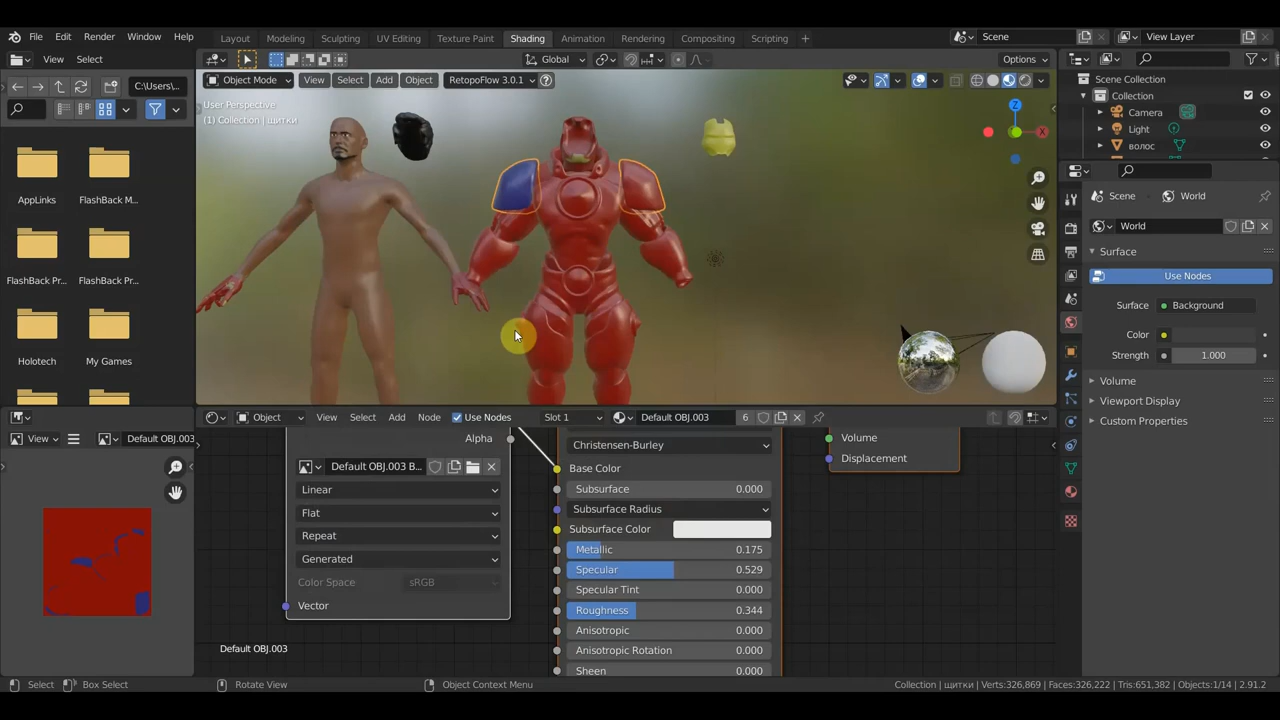 File Edit Render Window Help
Layout Modeling Sculpting UV Editing Texture Paint Shading Animation Rendering Compositing Scripting +
Scene
View Layer
View Select
Global
Options
C:\Users\...
Object Mode View Select Add Object RetopoFlow 3.0.1
User Perspective
(1) Collection | щитки
Z
X
AppLinks
FlashBack M...
FlashBack Pr...
FlashBack Pr...
Holotech
My Games
Scene Collection
Collection
Camera
Light
волос
Scene World
World
Surface
Use Nodes
Surface Background
Color
Strength 1.000
Volume
Viewport Display
Custom Properties
View Default OBJ.003
Object View Select Add Node Use Nodes Slot 1 Default OBJ.003 6
Alpha
Default OBJ.003 B...
Linear
Flat
Repeat
Generated
Color Space sRGB
Vector
Christensen-Burley
Base Color
Subsurface 0.000
Subsurface Radius
Subsurface Color
Metallic 0.175
Specular 0.529
Specular Tint 0.000
Roughness 0.344
Anisotropic 0.000
Anisotropic Rotation 0.000
Sheen 0.000
Volume
Displacement
Default OBJ.003
Select Box Select Rotate View Object Context Menu
Collection | щитки | Verts:326,869 | Faces:326,222 | Tris:651,382 | Objects:1/14 | 2.91.2